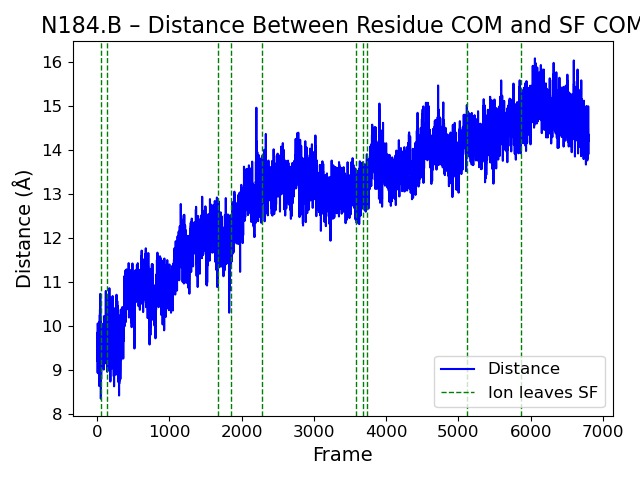 N184.B – Distance Between Residue COM and SF COM
16
15
14
13
12
11
10
9
8
Distance (Å)
0 1000 2000 3000 4000 5000 6000 7000
Frame
Distance
Ion leaves SF